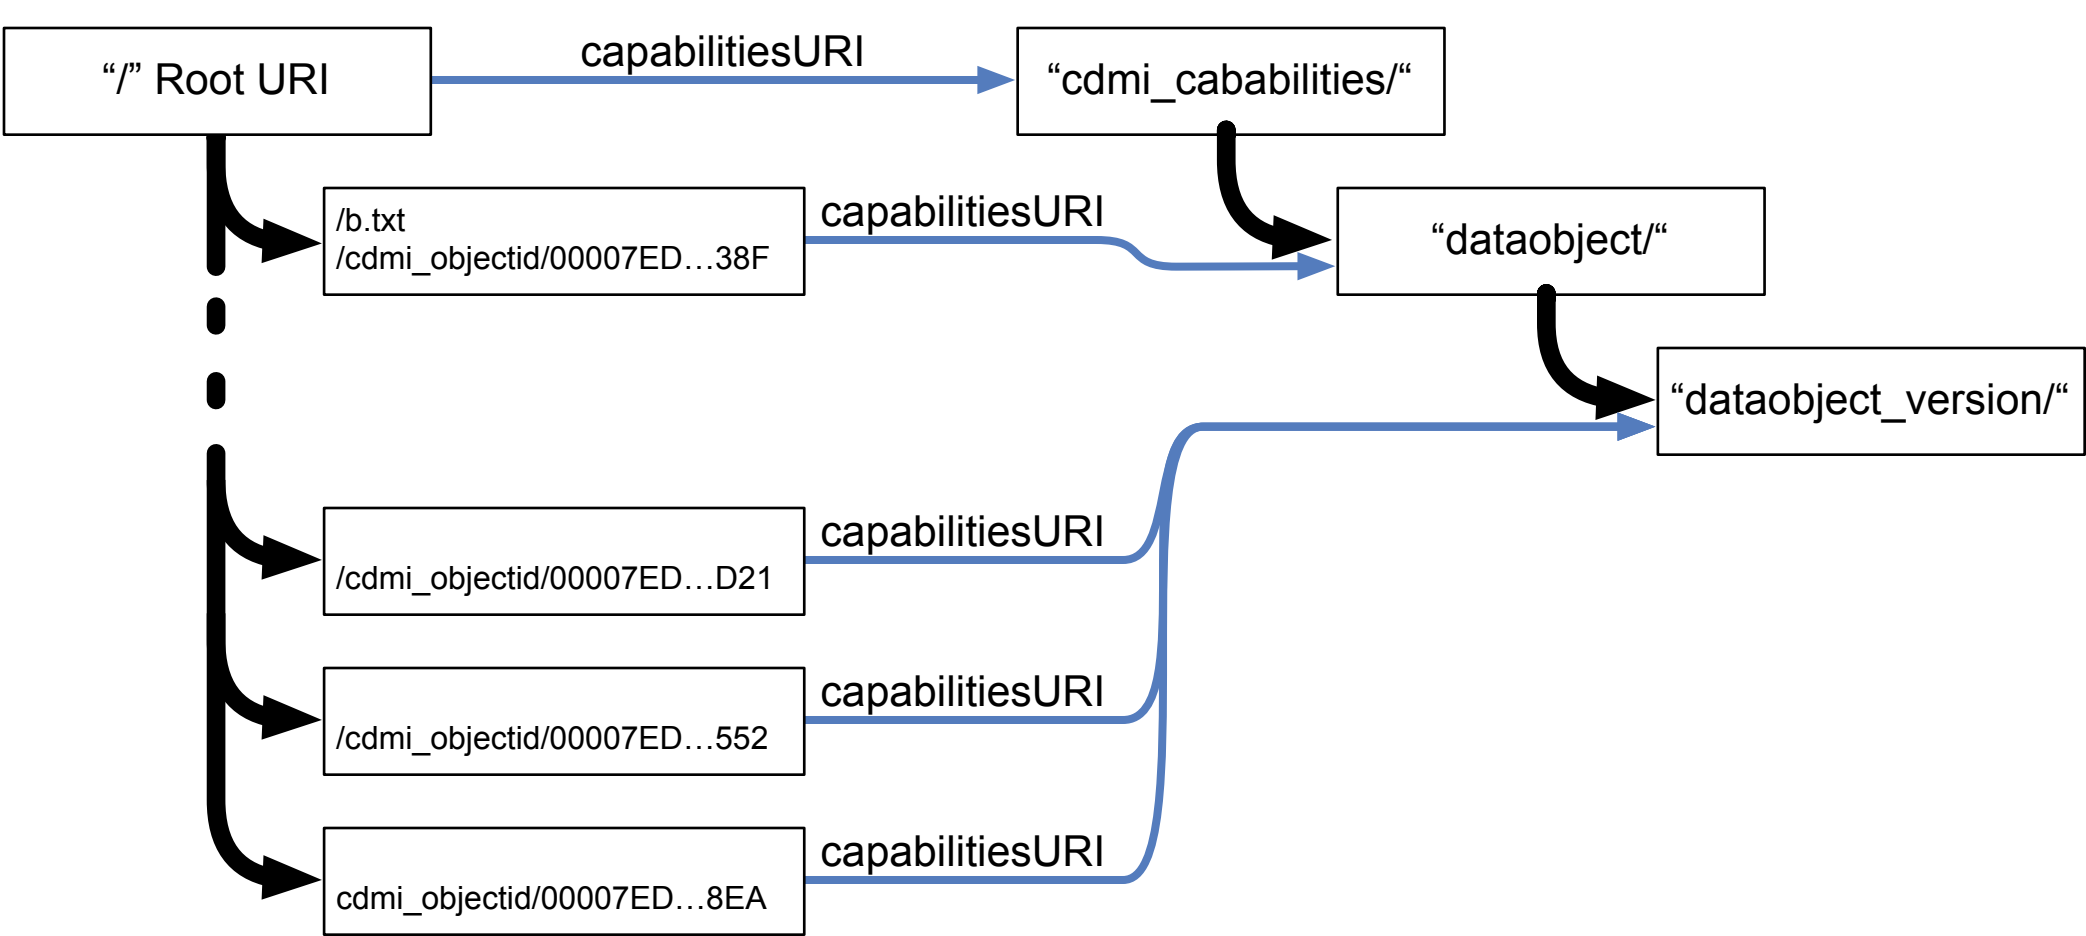 “/” Root URI
capabilitiesURI
“cdmi_cababilities/“
/b.txt
/cdmi_objectid/00007ED…38F
capabilitiesURI
“dataobject/“
“dataobject_version/“
/cdmi_objectid/00007ED…D21
capabilitiesURI
/cdmi_objectid/00007ED…552
capabilitiesURI
cdmi_objectid/00007ED…8EA
capabilitiesURI